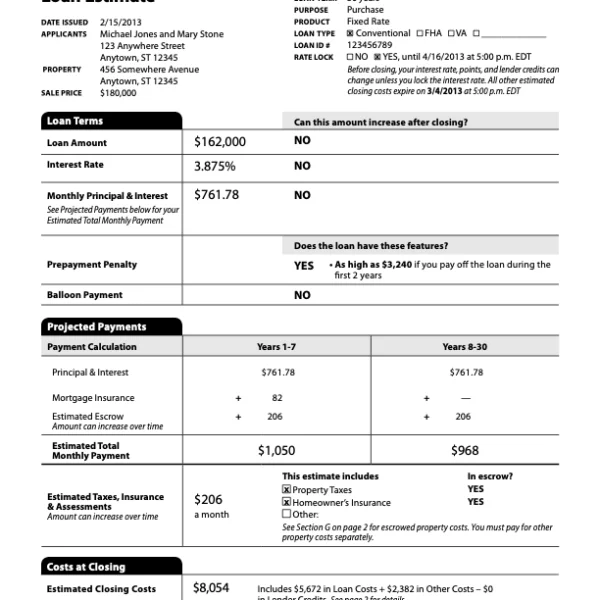 Loan Estimate
PURPOSE Purchase
DATE ISSUED 2/15/2013 PRODUCT Fixed Rate
APPLICANTS Michael Jones and Mary Stone LOAN TYPE ☒ Conventional ☐ FHA ☐ VA ☐ ____________
123 Anywhere Street LOAN ID # 123456789
Anytown, ST 12345 RATE LOCK ☐ NO ☒ YES, until 4/16/2013 at 5:00 p.m. EDT
PROPERTY 456 Somewhere Avenue Before closing, your interest rate, points, and lender credits can
Anytown, ST 12345 change unless you lock the interest rate. All other estimated
SALE PRICE $180,000 closing costs expire on 3/4/2013 at 5:00 p.m. EDT
Loan Terms Can this amount increase after closing?
Loan Amount $162,000 NO
Interest Rate 3.875% NO
Monthly Principal & Interest $761.78 NO
See Projected Payments below for your
Estimated Total Monthly Payment
Does the loan have these features?
Prepayment Penalty YES • As high as $3,240 if you pay off the loan during the
first 2 years
Balloon Payment NO
Projected Payments
Payment Calculation Years 1-7 Years 8-30
Principal & Interest $761.78 $761.78
Mortgage Insurance + 82 + —
Estimated Escrow + 206 + 206
Amount can increase over time
Estimated Total
Monthly Payment $1,050 $968
This estimate includes In escrow?
☒ Property Taxes YES
Estimated Taxes, Insurance
& Assessments $206 ☒ Homeowner's Insurance YES
Amount can increase over time a month ☐ Other:
See Section G on page 2 for escrowed property costs. You must pay for other
property costs separately.
Costs at Closing
Estimated Closing Costs $8,054 Includes $5,672 in Loan Costs + $2,382 in Other Costs – $0
in Lender Credits. See page 2 for details.